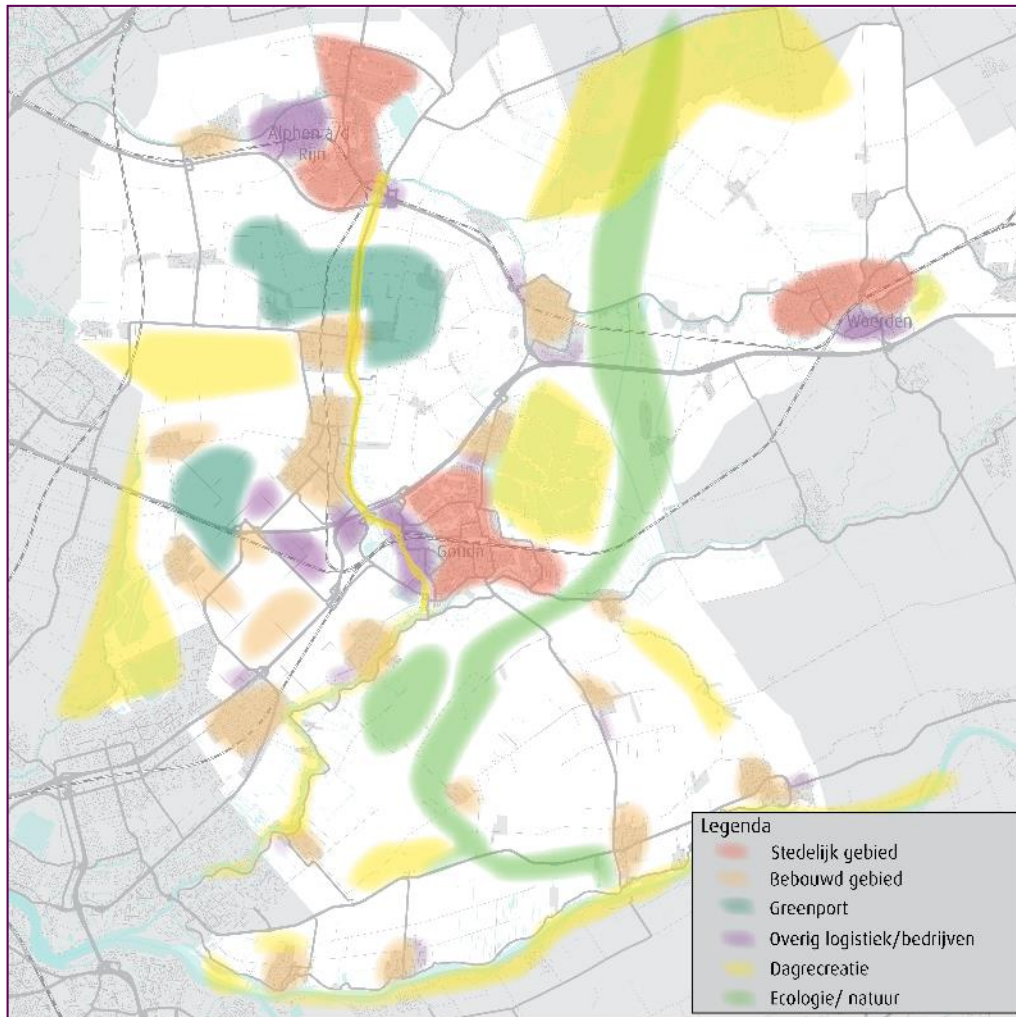 Alphen a/d
Rijn
Woerden
Gouda
Legenda
Stedelijk gebied
Bebouwd gebied
Greenport
Overig logistiek/bedrijven
Dagrecreatie
Ecologie/ natuur